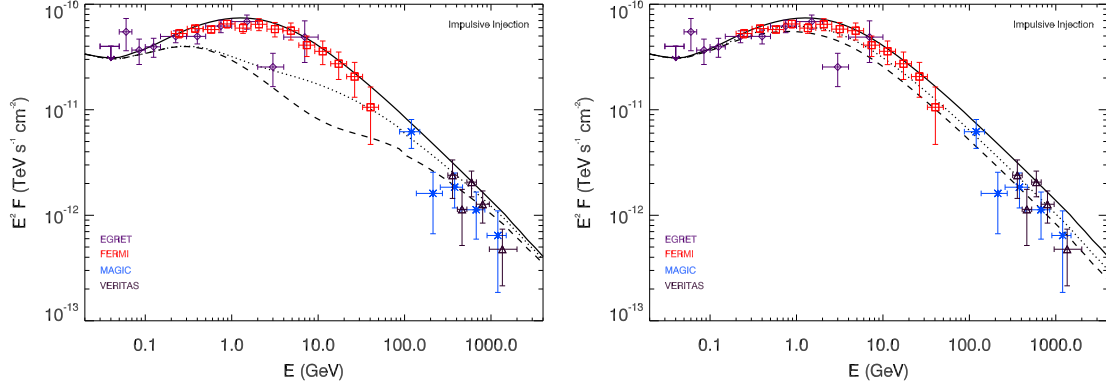 Impulsive Injection
E² F (TeV s⁻¹ cm⁻²)
10⁻¹⁰
10⁻¹¹
10⁻¹²
10⁻¹³
EGRET
FERMI
MAGIC
VERITAS
0.1 1.0 10.0 100.0 1000.0
E (GeV)
Impulsive Injection
E² F (TeV s⁻¹ cm⁻²)
10⁻¹⁰
10⁻¹¹
10⁻¹²
10⁻¹³
EGRET
FERMI
MAGIC
VERITAS
0.1 1.0 10.0 100.0 1000.0
E (GeV)